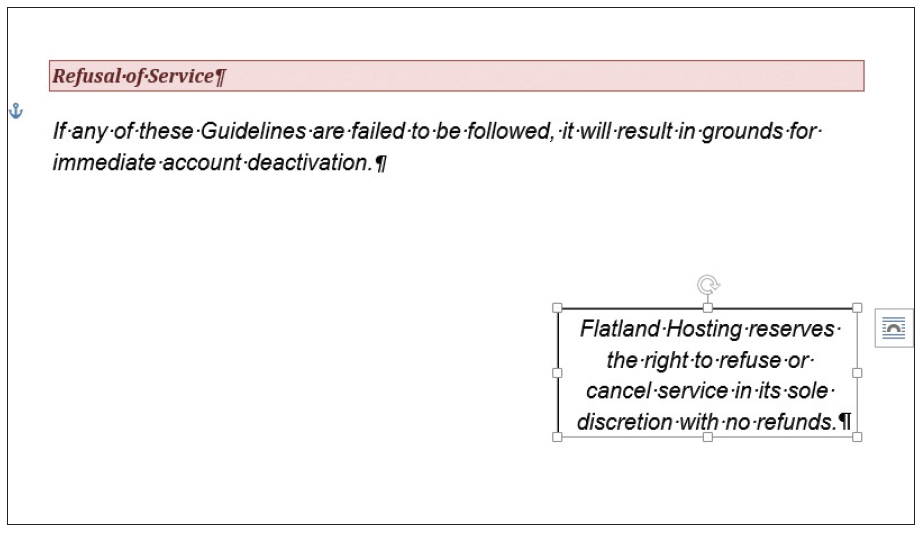 Refusal·of·Service¶
If·any·of·these·Guidelines·are·failed·to·be·followed,·it·will·result·in·grounds·for·
immediate·account·deactivation.¶
Flatland·Hosting·reserves·
the·right·to·refuse·or·
cancel·service·in·its·sole·
discretion·with·no·refunds.¶